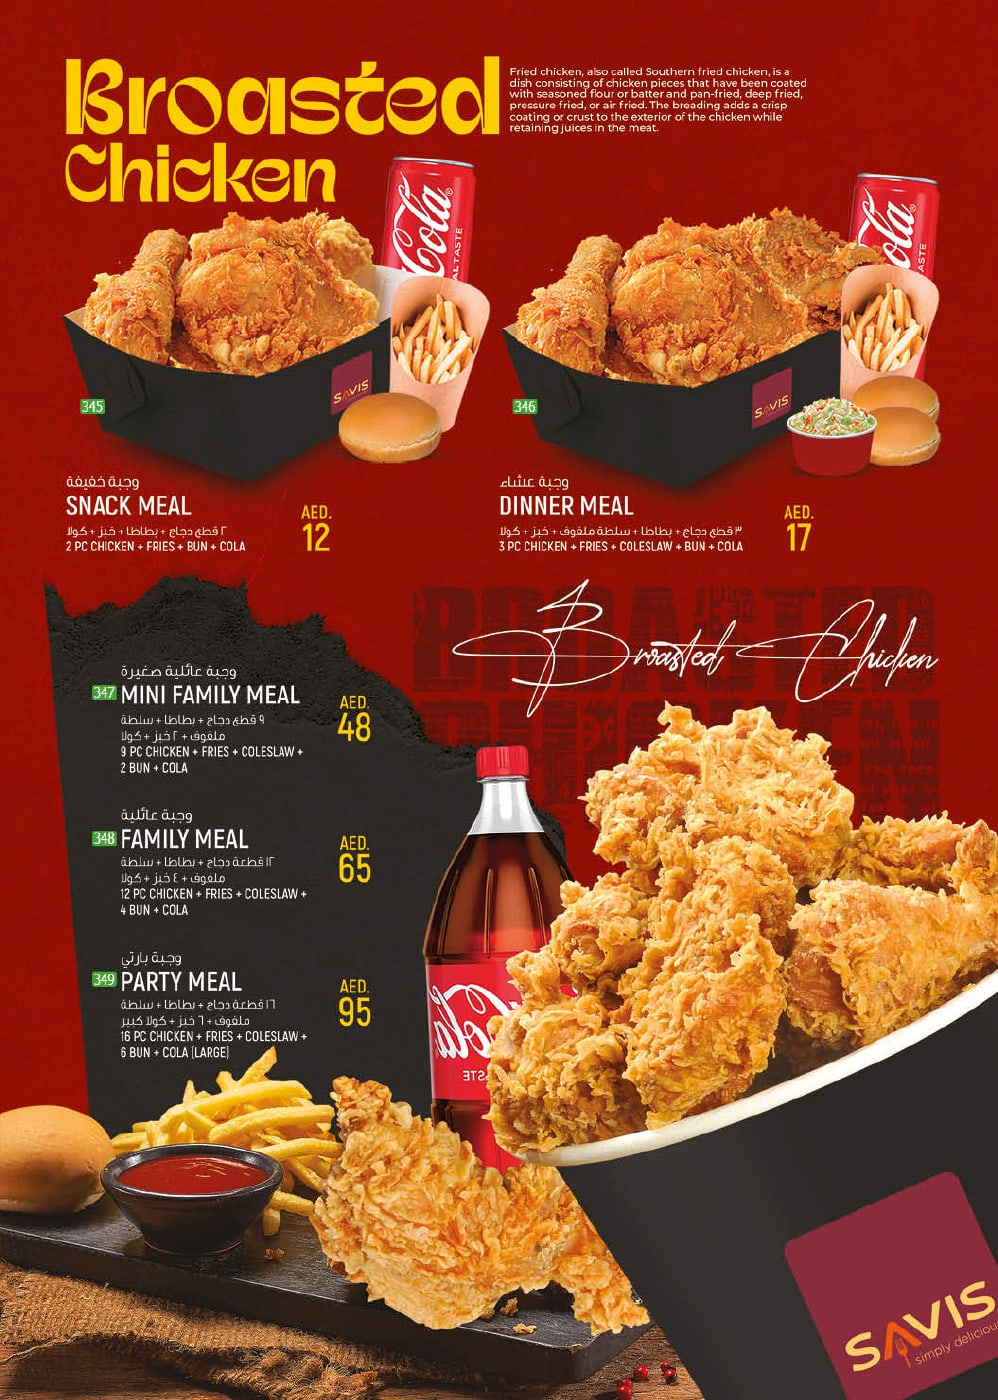 Broasted
Chicken
Fried chicken, also called Southern fried chicken, is a
dish consisting of chicken pieces that have been coated
with seasoned flour or batter and pan-fried, deep fried,
pressure fried, or air fried. The breading adds a crisp
coating or crust to the exterior of the chicken while
retaining juices in the meat.
Cola
AL TASTE
Cola
TASTE
SAVIS
345
SAVIS
346
وجبة خفيفة
SNACK MEAL
٢ قطع دجاج + بطاطا + خبز + كولا
2 PC CHICKEN + FRIES + BUN + COLA
AED.
12
وجبة عشاء
DINNER MEAL
٣ قطع دجاج + بطاطا + سلطة ملفوف + خبز + كولا
3 PC CHICKEN + FRIES + COLESLAW + BUN + COLA
AED.
17
BROASTED
CHICKEN
Broasted Chicken
وجبة عائلية صغيرة
347 MINI FAMILY MEAL
٩ قطع دجاج + بطاطا + سلطة
ملفوف + ٢ خبز + كولا
9 PC CHICKEN + FRIES + COLESLAW +
2 BUN + COLA
AED.
48
وجبة عائلية
348 FAMILY MEAL
١٢ قطعة دجاج + بطاطا + سلطة
ملفوف + ٤ خبز + كولا
12 PC CHICKEN + FRIES + COLESLAW +
4 BUN + COLA
AED.
65
وجبة بارتي
349 PARTY MEAL
١٦ قطعة دجاج + بطاطا + سلطة
ملفوف + ٦ خبز + كولا كبير
16 PC CHICKEN + FRIES + COLESLAW +
6 BUN + COLA (LARGE)
AED.
95
Cola
STE
SAVIS
simply delicious